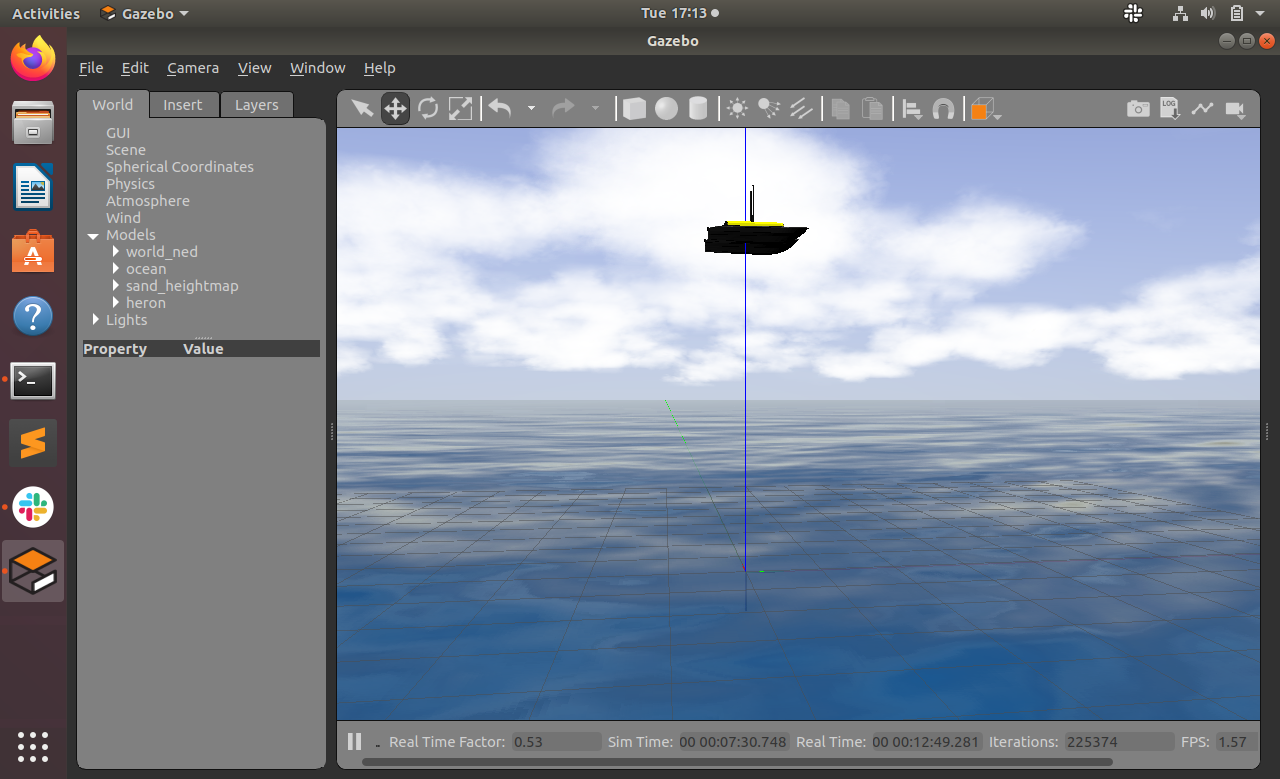 Activities Gazebo Tue 17:13
Gazebo
File Edit Camera View Window Help
World Insert Layers
LOG
GUI
Scene
Spherical Coordinates
Physics
Atmosphere
Wind
Models
world_ned
ocean
sand_heightmap
heron
Lights
Property Value
Real Time Factor: 0.53 Sim Time: 00 00:07:30.748 Real Time: 00 00:12:49.281 Iterations: 225374 FPS: 1.57